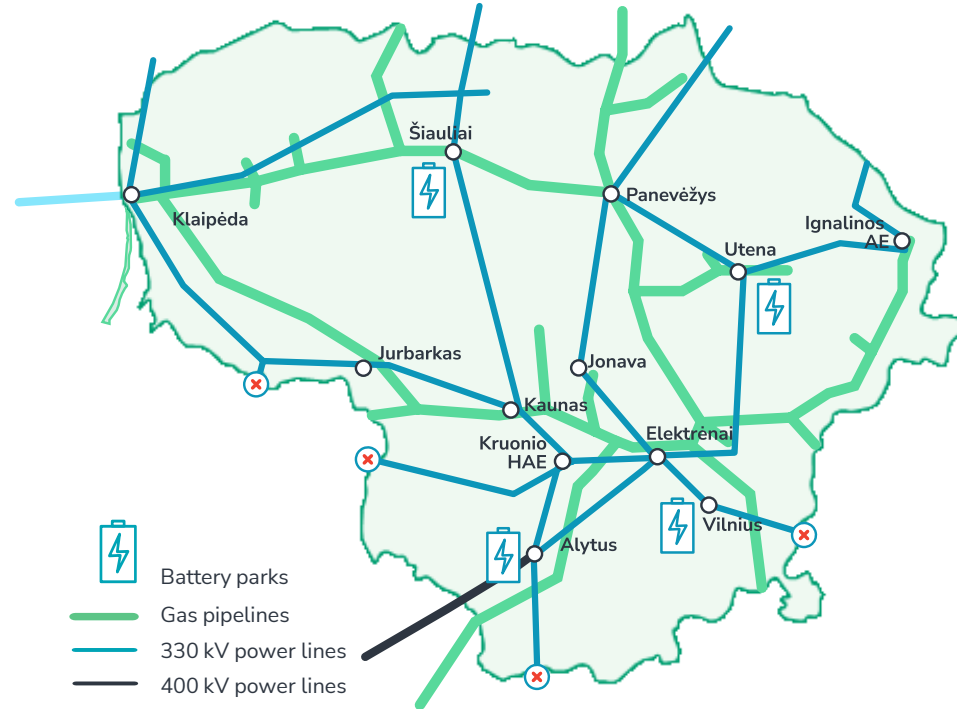 Šiauliai
Klaipėda
Panevėžys
Ignalinos
AE
Utena
Jurbarkas
Jonava
Kaunas
Kruonio
HAE
Elektrėnai
Vilnius
Alytus
Battery parks
Gas pipelines
330 kV power lines
400 kV power lines